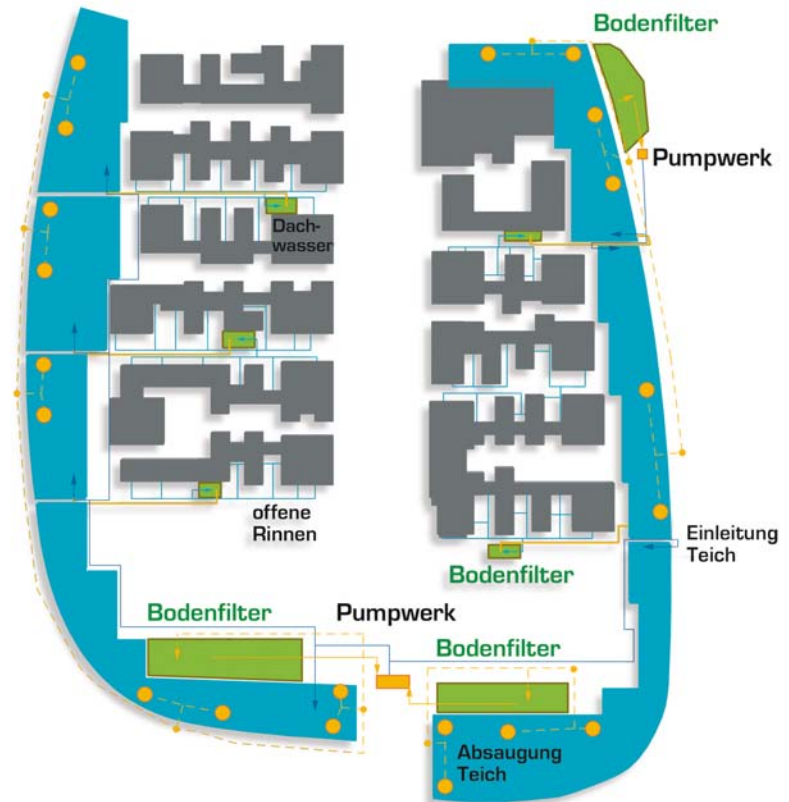 Bodenfilter
Pumpwerk
Dach-
wasser
offene
Rinnen
Einleitung
Teich
Bodenfilter
Bodenfilter
Pumpwerk
Bodenfilter
Absaugung
Teich